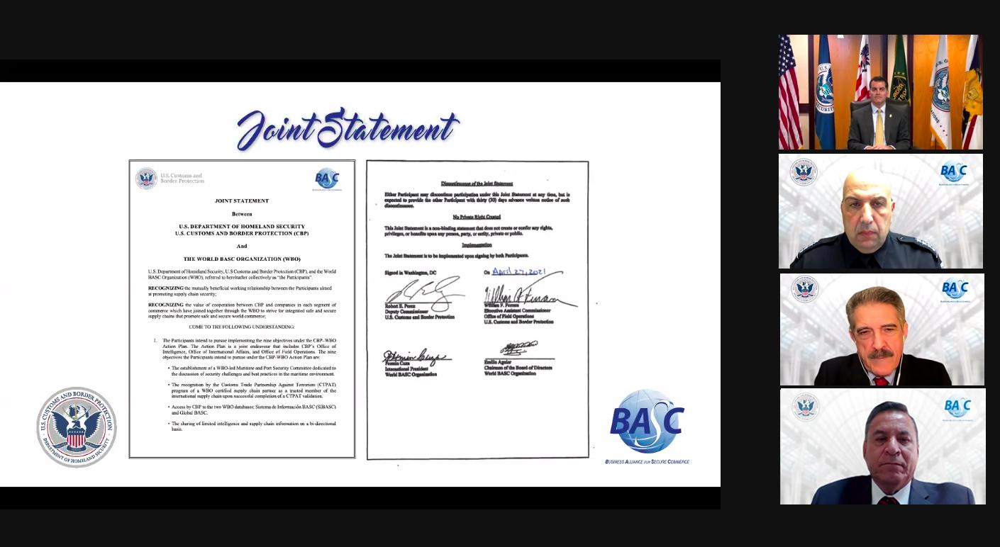 Joint Statement
U.S. Customs and
Border Protection
BASC
JOINT STATEMENT
Between
U.S. DEPARTMENT OF HOMELAND SECURITY
U.S. CUSTOMS AND BORDER PROTECTION (CBP)
And
THE WORLD BASC ORGANIZATION (WBO)
U.S. Department of Homeland Security, U.S Customs and Border Protection (CBP), and the World
BASC Organization (WBO), referred to hereinafter collectively as "the Participants".
RECOGNIZING the mutually beneficial working relationship between the Participants aimed
at promoting supply chain security;
RECOGNIZING the value of cooperation between CBP and companies in each segment of
commerce which have joined together through the WBO to strive for integrated safe and secure
supply chains that promote safe and secure world commerce;
COME TO THE FOLLOWING UNDERSTANDING:
1. The Participants intend to pursue implementing the nine objectives under the CBP-WBO
Action Plan. The Action Plan is a joint endeavour that includes CBP's Office of
Intelligence, Office of International Affairs, and Office of Field Operations. The nine
objectives the Participants intend to pursue under the CBP-WBO Action Plan are:
• The establishment of a WBO-led Maritime and Port Security Committee dedicated to
the discussion of security challenges and best practices in the maritime environment.
• The recognition by the Customs Trade Partnership Against Terrorism (CTPAT)
program of a WBO certified supply chain partner as a trusted member of the
international supply chain upon successful completion of a CTPAT validation.
• Access by CBP to the two WBO databases; Sistema de Información BASC (SIBASC)
and Global BASC.
• The sharing of limited intelligence and supply chain information on a bi-directional
basis.
Discontinuance of the Joint Statement
Either Participant may discontinue participation under this Joint Statement at any time, but is
expected to provide the other Participant with thirty (30) days advance written notice of such
discontinuance.
No Private Right Created
This Joint Statement is a non-binding statement that does not create or confer any rights,
privileges, or benefits upon any person, party, or entity, private or public.
Implementation
The Joint Statement is to be implemented upon signing by both Participants.
Signed in Washington, DC
On April 27, 2021
Robert E. Perez
Deputy Commissioner
U.S. Customs and Border Protection
William F. Ferrara
Executive Assistant Commissioner
Office of Field Operations
U.S. Customs and Border Protection
Fermin Cuza
International President
World BASC Organization
Emilio Aguiar
Chairman of the Board of Directors
World BASC Organization
U.S. CUSTOMS AND BORDER PROTECTION
DEPARTMENT OF HOMELAND SECURITY
BASC
BUSINESS ALLIANCE FOR SECURE COMMERCE
BASC
BASC
BASC